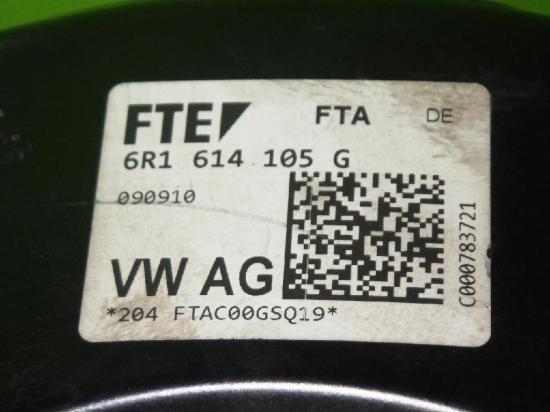 FTE FTA DE
6R1 614 105 G
090910
C000783721
VW AG
*204 FTAC00GSQ19*